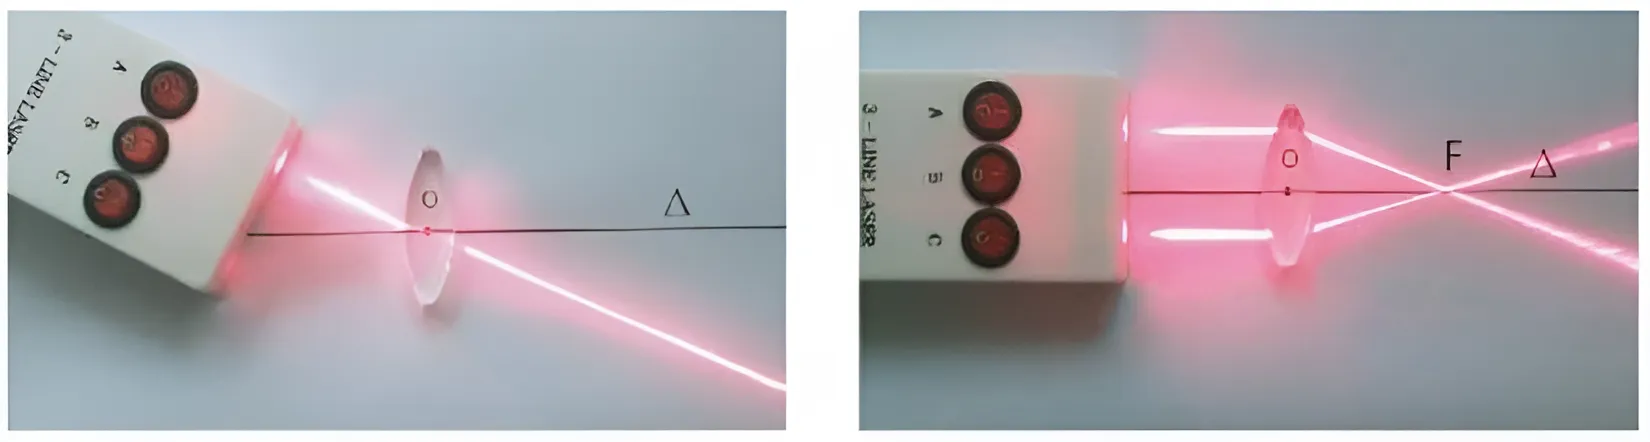 3 - LINE LASER
A
B
C
O
Δ
3 - LINE LASER
A
B
C
O
F
Δ